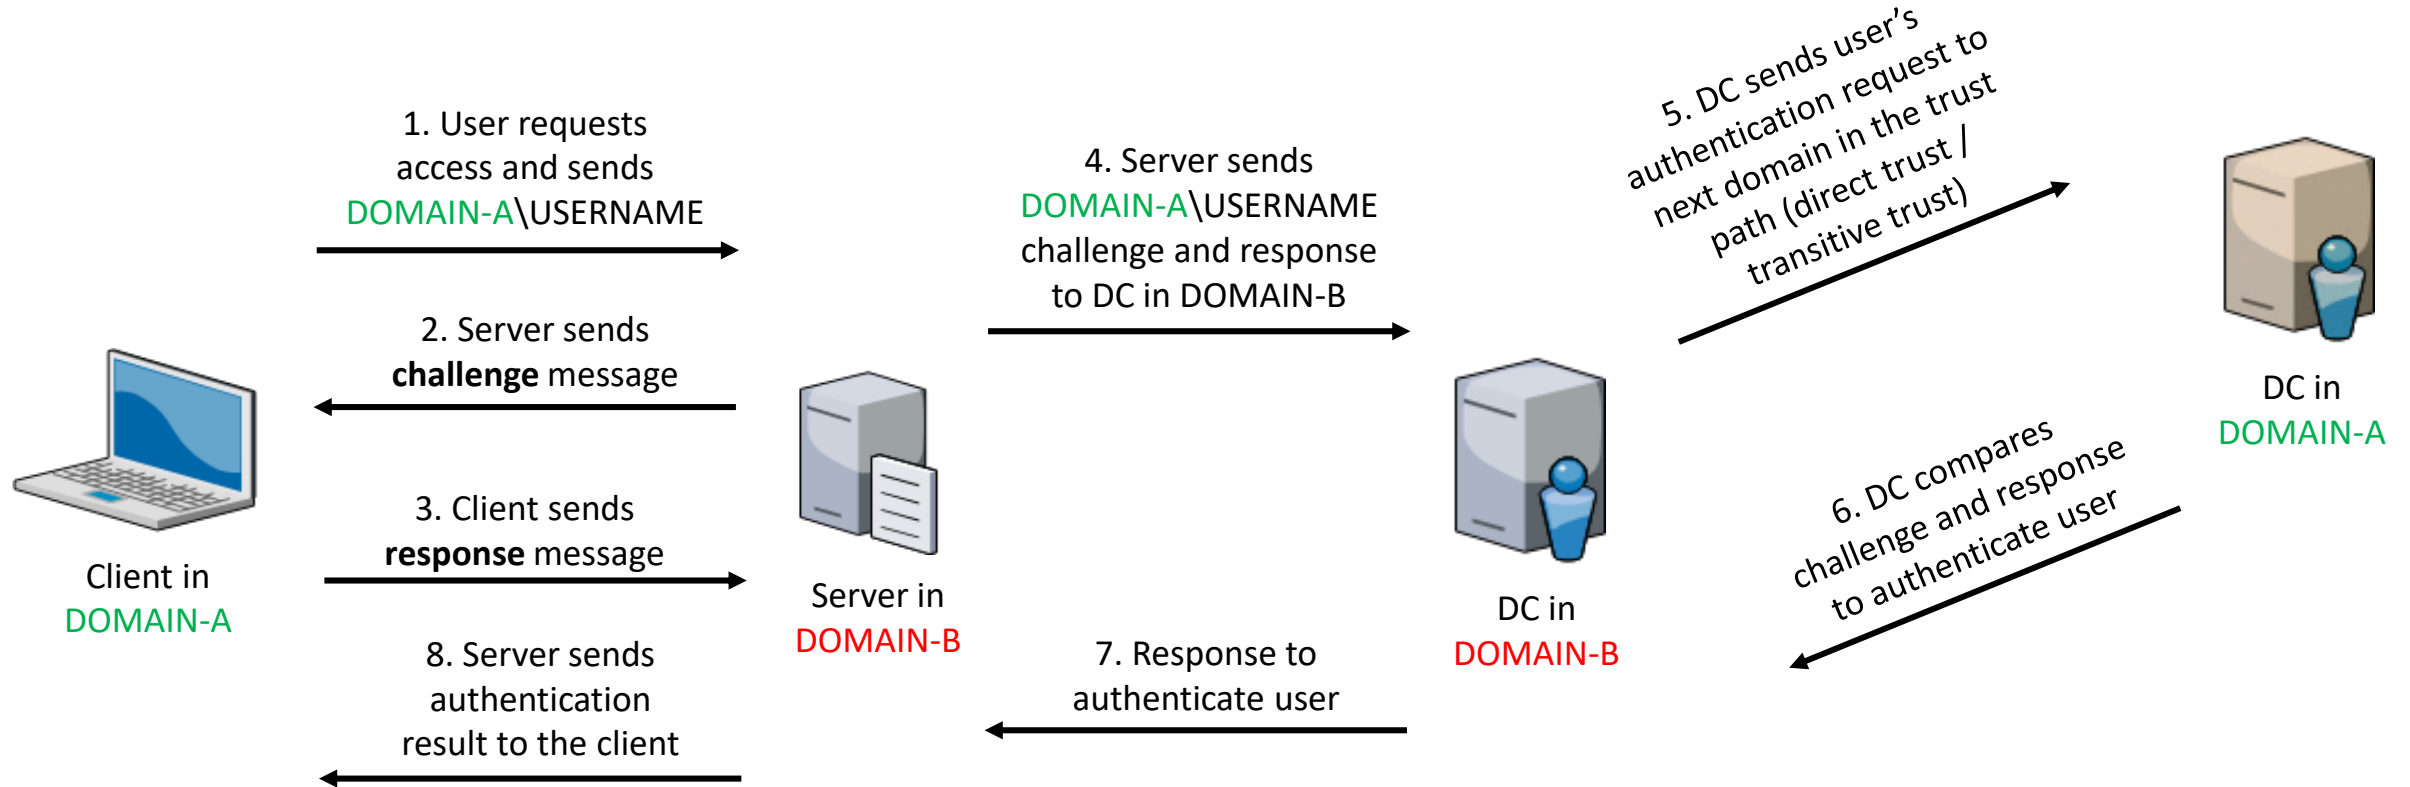 1. User requests
access and sends
DOMAIN-A\USERNAME
2. Server sends
challenge message
3. Client sends
response message
8. Server sends
authentication
result to the client
Client in
DOMAIN-A
Server in
DOMAIN-B
4. Server sends
DOMAIN-A\USERNAME
challenge and response
to DC in DOMAIN-B
7. Response to
authenticate user
DC in
DOMAIN-B
5. DC sends user’s
authentication request to
next domain in the trust
path (direct trust /
transitive trust)
6. DC compares
challenge and response
to authenticate user
DC in
DOMAIN-A